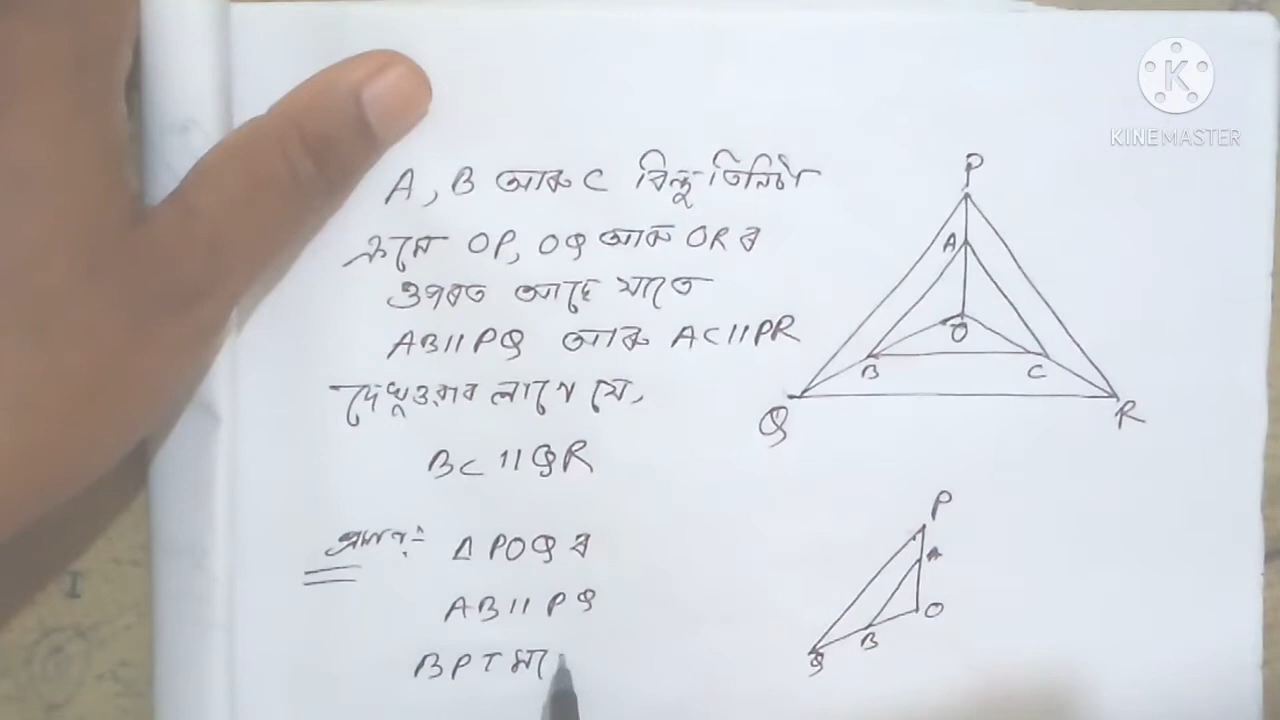 A, B আৰু C বিন্দু তিনিটা
ক্ৰমে OP, OQ আৰু OR ৰ
ওপৰত আছে যাতে
AB॥PQ আৰু AC॥PR
দেখুওৱাব লাগে যে,
BC॥QR
প্ৰমাণ:-
Δ POQ ৰ
AB॥PQ
BPT মতে
P
A
O
B
C
Q
R
P
A
O
B
Q
K
KINEMASTER